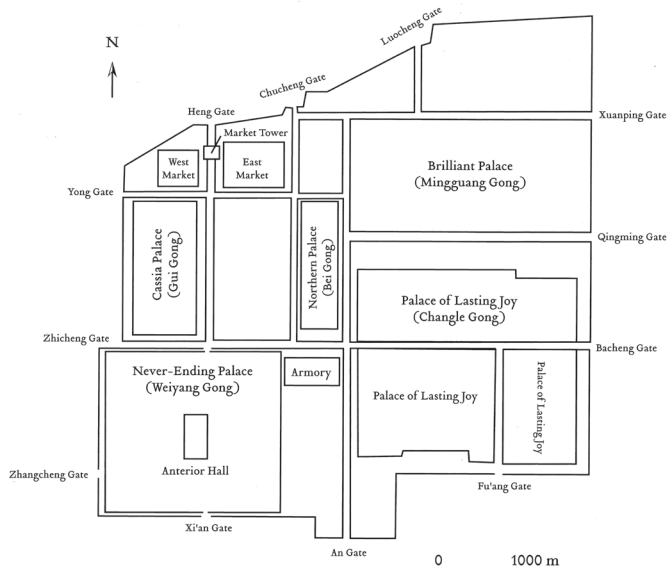 Luocheng Gate
N
Chucheng Gate
Heng Gate
Xuanping Gate
Market Tower
West
Market
East
Market
Brilliant Palace
(Mingguang Gong)
Yong Gate
Qingming Gate
Cassia Palace
(Gui Gong)
Northern Palace
(Bei Gong)
Palace of Lasting Joy
(Changle Gong)
Zhicheng Gate
Bacheng Gate
Never-Ending Palace
(Weiyang Gong)
Armory
Palace of Lasting Joy
Palace of Lasting Joy
Anterior Hall
Zhangcheng Gate
Fu'ang Gate
Xi'an Gate
An Gate
0 1000 m